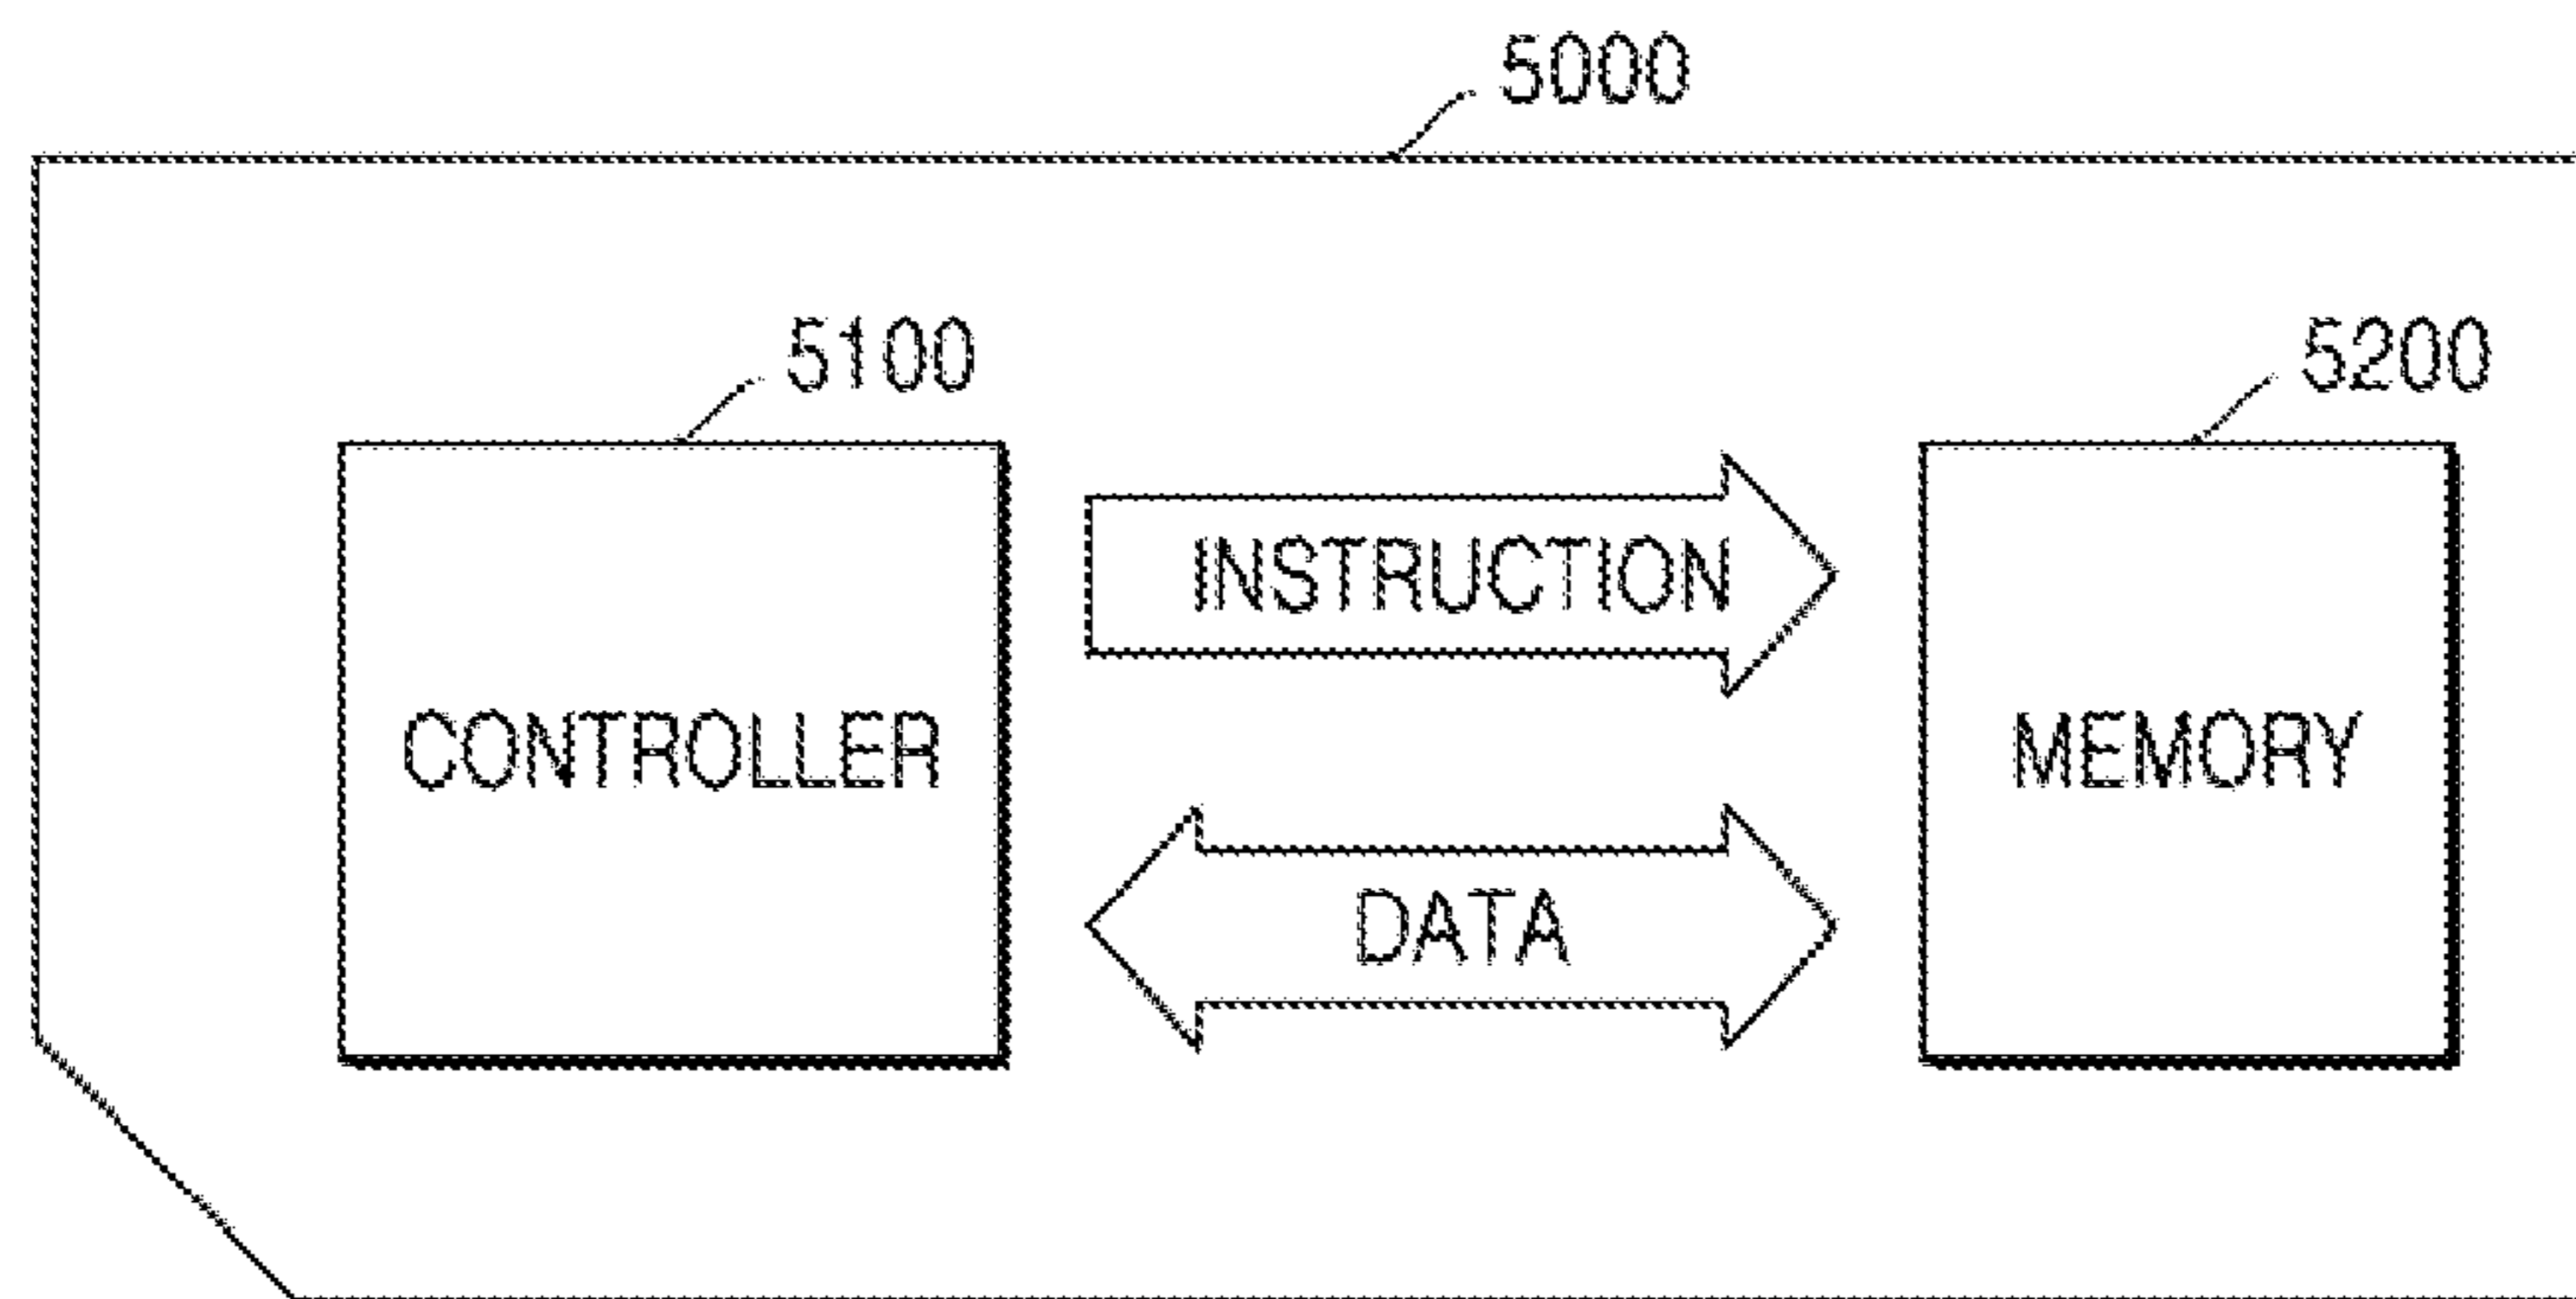 5000
5100
5200
INSTRUCTION
CONTROLLER
MEMORY
DATA